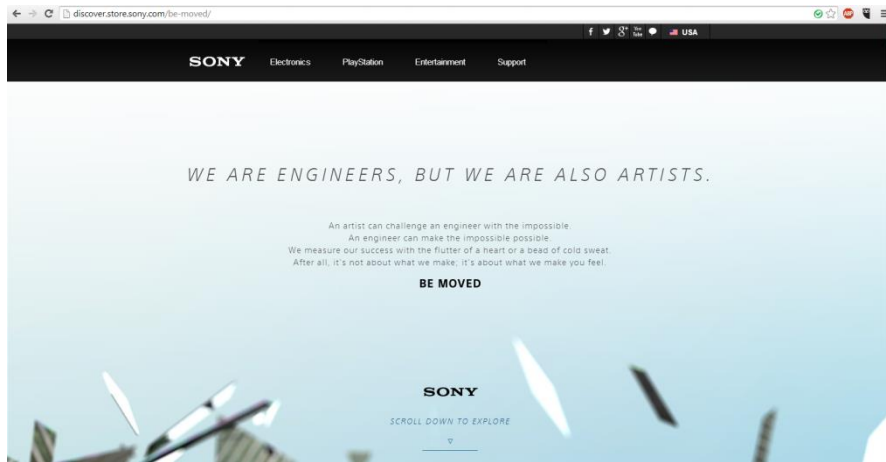 discover.store.sony.com/be-moved/
f g+ You Tube USA
SONY Electronics PlayStation Entertainment Support
WE ARE ENGINEERS, BUT WE ARE ALSO ARTISTS.
An artist can challenge an engineer with the impossible.
An engineer can make the impossible possible.
We measure our success with the flutter of a heart or a bead of cold sweat.
After all, it's not about what we make; it's about what we make you feel.
BE MOVED
SONY
SCROLL DOWN TO EXPLORE